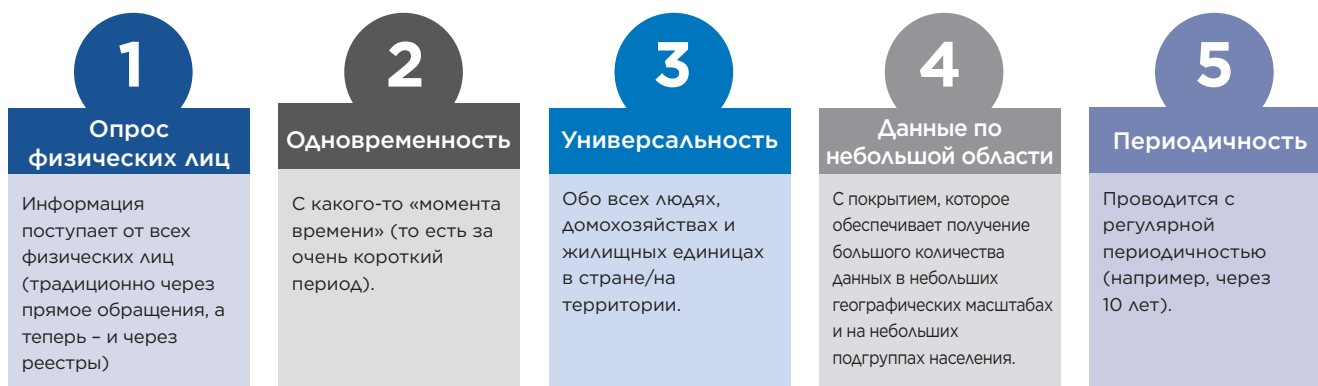 1
Опрос
физических лиц
Информация
поступает от всех
физических лиц
(традиционно через
прямое обращения, а
теперь – и через
реестры)
2
Одновременность
С какого-то «момента
времени» (то есть за
очень короткий
период).
3
Универсальность
Обо всех людях,
домохозяйствах и
жилищных единицах
в стране/на
территории.
4
Данные по
небольшой области
С покрытием, которое
обеспечивает получение
большого количества
данных в небольших
географических масштабах
и на небольших
подгруппах населения.
5
Периодичность
Проводится с
регулярной
периодичностью
(например, через
10 лет).